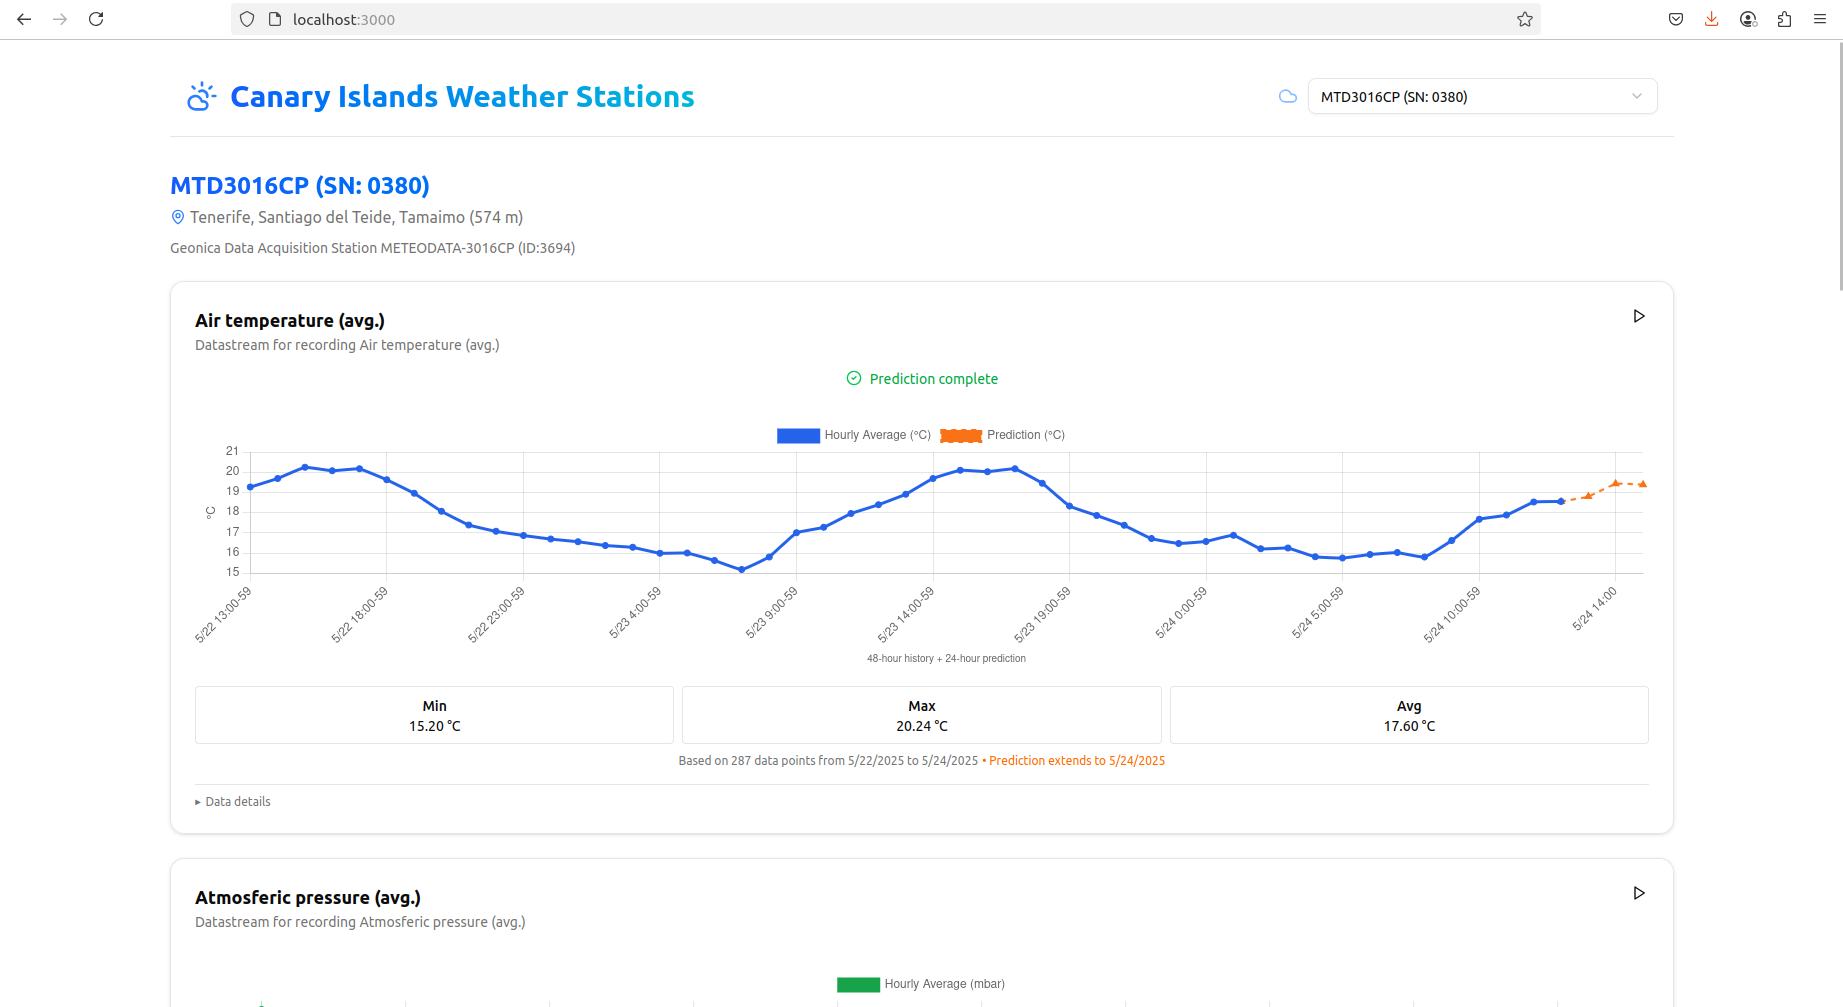 localhost:3000
Canary Islands Weather Stations
MTD3016CP (SN: 0380)
MTD3016CP (SN: 0380)
Tenerife, Santiago del Teide, Tamaimo (574 m)
Geonica Data Acquisition Station METEODATA-3016CP (ID:3694)
Air temperature (avg.)
Datastream for recording Air temperature (avg.)
Prediction complete
Hourly Average (°C) Prediction (°C)
21
20
19
18
17
16
15
°C
5/22 13:00-59 5/22 18:00-59 5/22 23:00-59 5/23 4:00-59 5/23 9:00-59 5/23 14:00-59 5/23 19:00-59 5/24 0:00-59 5/24 5:00-59 5/24 10:00-59 5/24 14:00
48-hour history + 24-hour prediction
Min Max Avg
15.20 °C 20.24 °C 17.60 °C
Based on 287 data points from 5/22/2025 to 5/24/2025 • Prediction extends to 5/24/2025
▸ Data details
Atmosferic pressure (avg.)
Datastream for recording Atmosferic pressure (avg.)
Hourly Average (mbar)